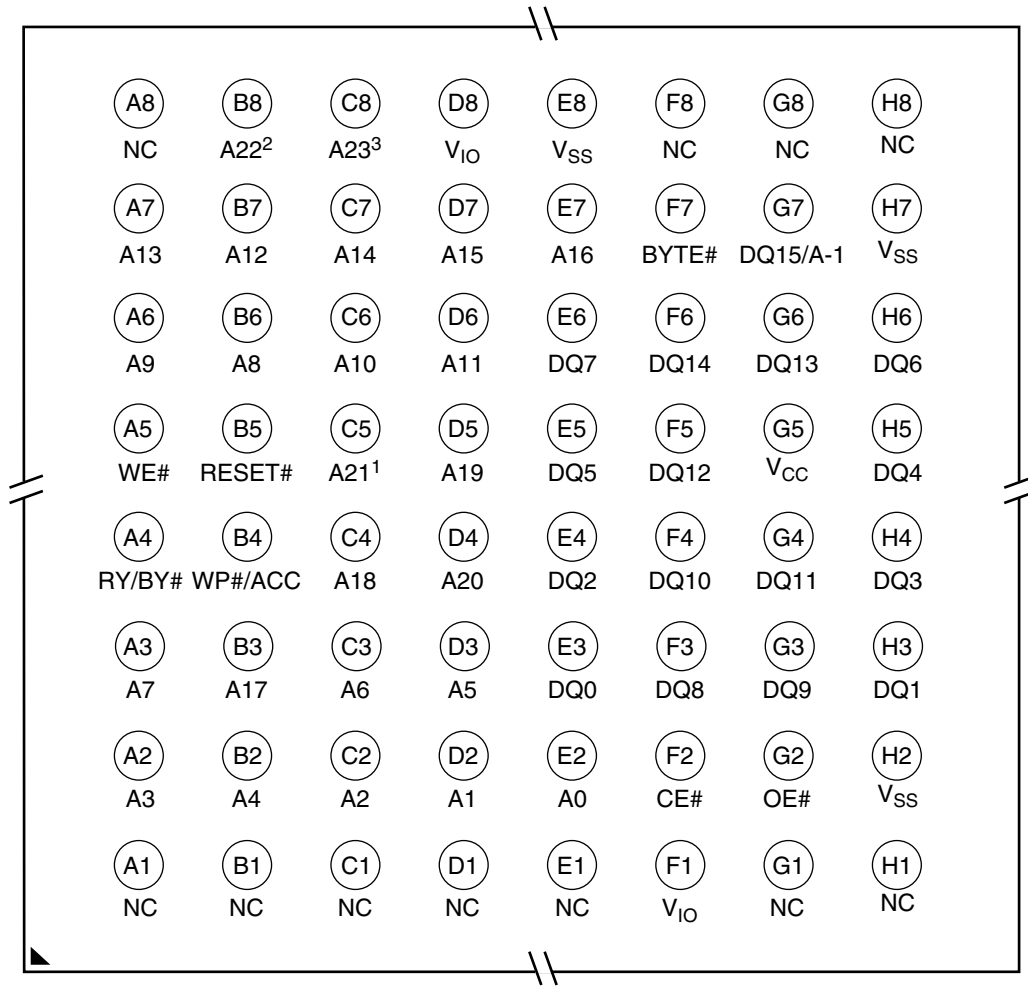 A8 B8 C8 D8 E8 F8 G8 H8
NC A22² A23³ V_IO V_SS NC NC NC
A7 B7 C7 D7 E7 F7 G7 H7
A13 A12 A14 A15 A16 BYTE# DQ15/A-1 V_SS
A6 B6 C6 D6 E6 F6 G6 H6
A9 A8 A10 A11 DQ7 DQ14 DQ13 DQ6
A5 B5 C5 D5 E5 F5 G5 H5
WE# RESET# A21¹ A19 DQ5 DQ12 V_CC DQ4
A4 B4 C4 D4 E4 F4 G4 H4
RY/BY# WP#/ACC A18 A20 DQ2 DQ10 DQ11 DQ3
A3 B3 C3 D3 E3 F3 G3 H3
A7 A17 A6 A5 DQ0 DQ8 DQ9 DQ1
A2 B2 C2 D2 E2 F2 G2 H2
A3 A4 A2 A1 A0 CE# OE# V_SS
A1 B1 C1 D1 E1 F1 G1 H1
NC NC NC NC NC V_IO NC NC